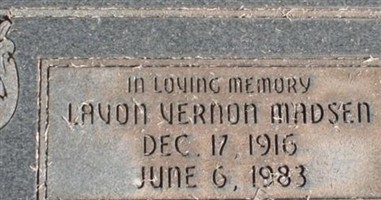 IN LOVING MEMORY
LAVON VERNON MADSEN
DEC. 17, 1916
JUNE 6, 1983